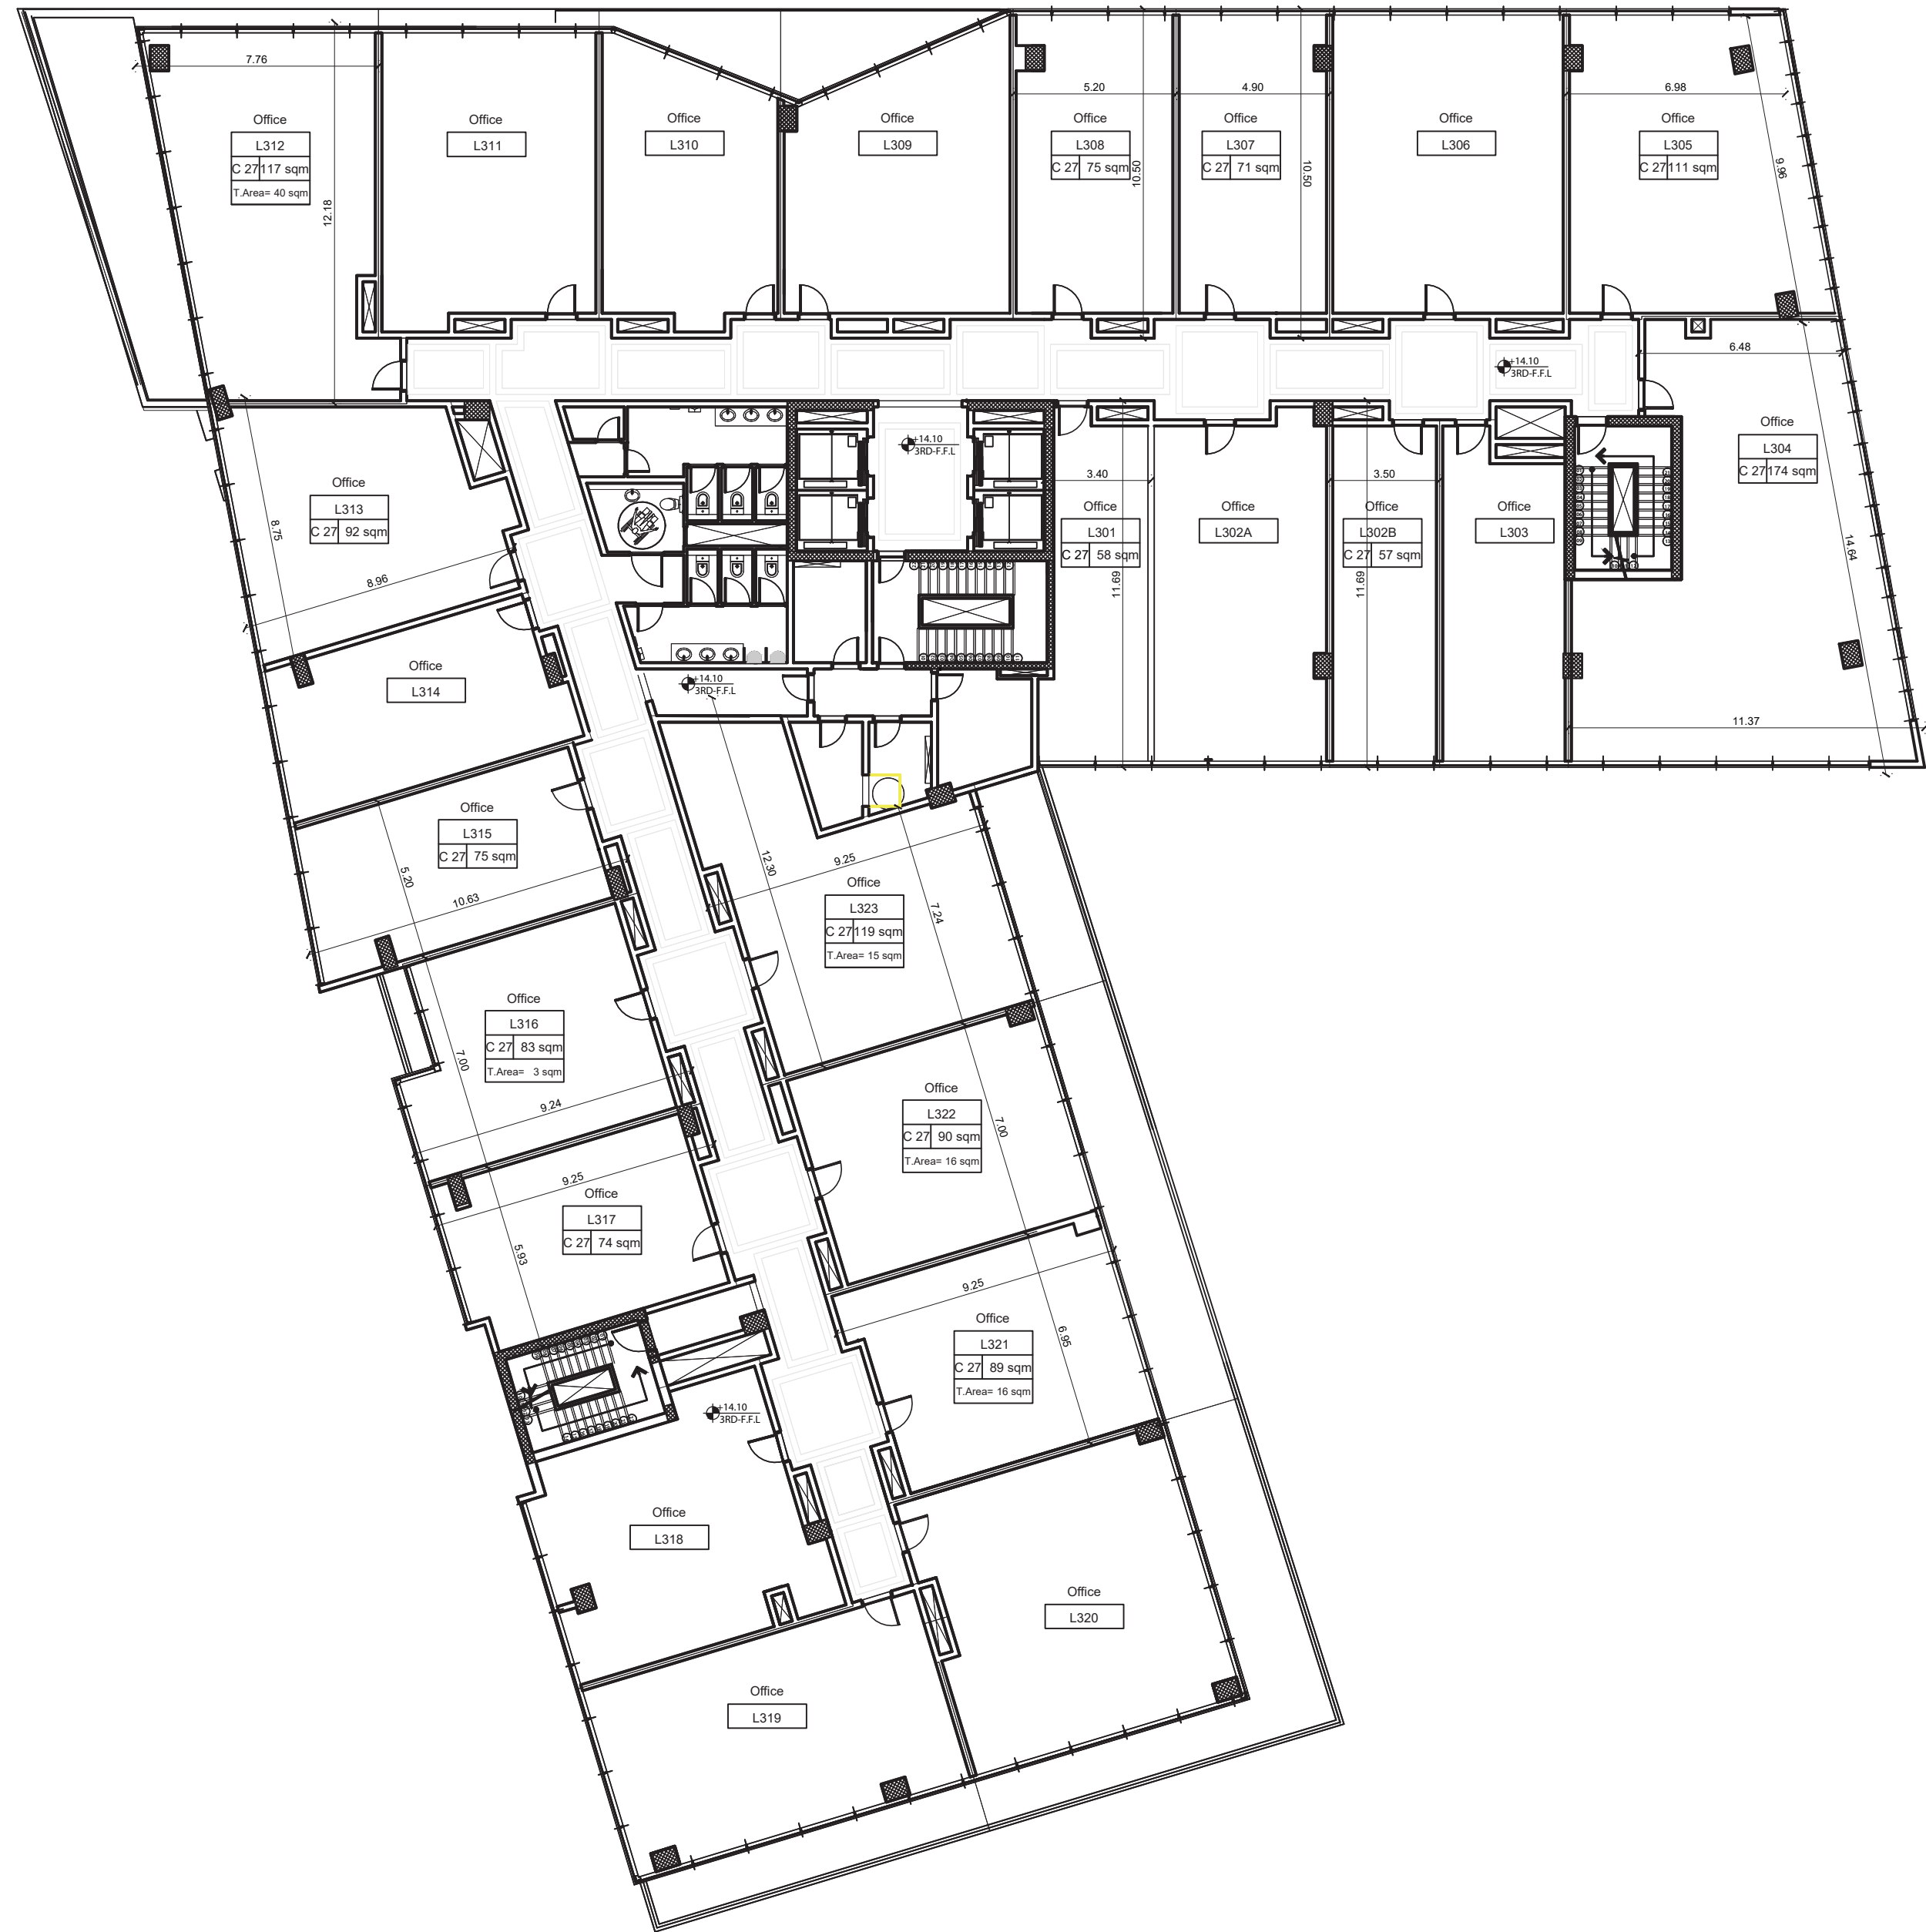 7.76
5.20
4.90
6.98
Office
L312
C 27 117 sqm
T.Area= 40 sqm
12.18
Office
L311
Office
L310
Office
L309
Office
L308
C 27 75 sqm
10.50
Office
L307
C 27 71 sqm
10.50
Office
L306
Office
L305
C 27 111 sqm
9.96
+14.10
3RD-F.F.L
6.48
Office
L304
C 27 174 sqm
14.64
11.37
+14.10
3RD-F.F.L
3.40
Office
L301
C 27 58 sqm
11.69
Office
L302A
3.50
Office
L302B
C 27 57 sqm
11.69
Office
L303
Office
L313
C 27 92 sqm
8.75
8.96
Office
L314
+14.10
3RD-F.F.L
Office
L315
C 27 75 sqm
5.20
10.63
12.30
9.25
Office
L323
C 27 119 sqm
T.Area= 15 sqm
7.24
Office
L316
C 27 83 sqm
T.Area= 3 sqm
7.00
9.24
Office
L322
C 27 90 sqm
T.Area= 16 sqm
7.00
9.25
Office
L317
C 27 74 sqm
5.93
9.25
Office
L321
C 27 89 sqm
T.Area= 16 sqm
6.95
+14.10
3RD-F.F.L
Office
L318
Office
L320
Office
L319